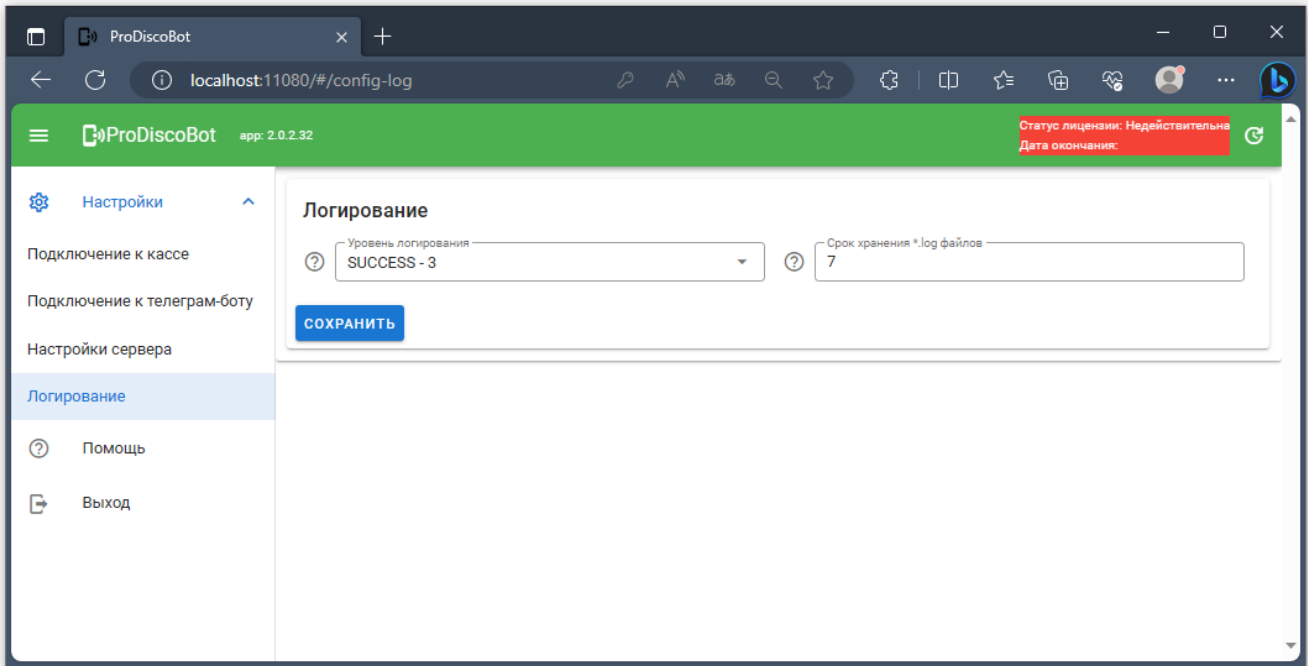 ProDiscoBot
localhost:11080/#/config-log
ProDiscoBot app: 2.0.2.32
Статус лицензии: Недействительна
Дата окончания:
Настройки
Подключение к кассе
Подключение к телеграм-боту
Настройки сервера
Логирование
Помощь
Выход
Логирование
Уровень логирования
SUCCESS - 3
Срок хранения *.log файлов
7
СОХРАНИТЬ